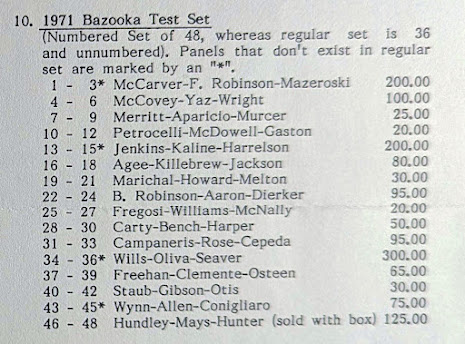 10. 1971 Bazooka Test Set
(Numbered Set of 48, whereas regular set is 36
and unnumbered). Panels that don't exist in regular
set are marked by an "*".
1 - 3* McCarver-F. Robinson-Mazeroski 200.00
4 - 6 McCovey-Yaz-Wright 100.00
7 - 9 Merritt-Aparicio-Murcer 25.00
10 - 12 Petrocelli-McDowell-Gaston 20.00
13 - 15* Jenkins-Kaline-Harrelson 200.00
16 - 18 Agee-Killebrew-Jackson 80.00
19 - 21 Marichal-Howard-Melton 30.00
22 - 24 B. Robinson-Aaron-Dierker 95.00
25 - 27 Fregosi-Williams-McNally 20.00
28 - 30 Carty-Bench-Harper 50.00
31 - 33 Campaneris-Rose-Cepeda 95.00
34 - 36* Wills-Oliva-Seaver 300.00
37 - 39 Freehan-Clemente-Osteen 65.00
40 - 42 Staub-Gibson-Otis 30.00
43 - 45* Wynn-Allen-Conigliaro 75.00
46 - 48 Hundley-Mays-Hunter (sold with box) 125.00